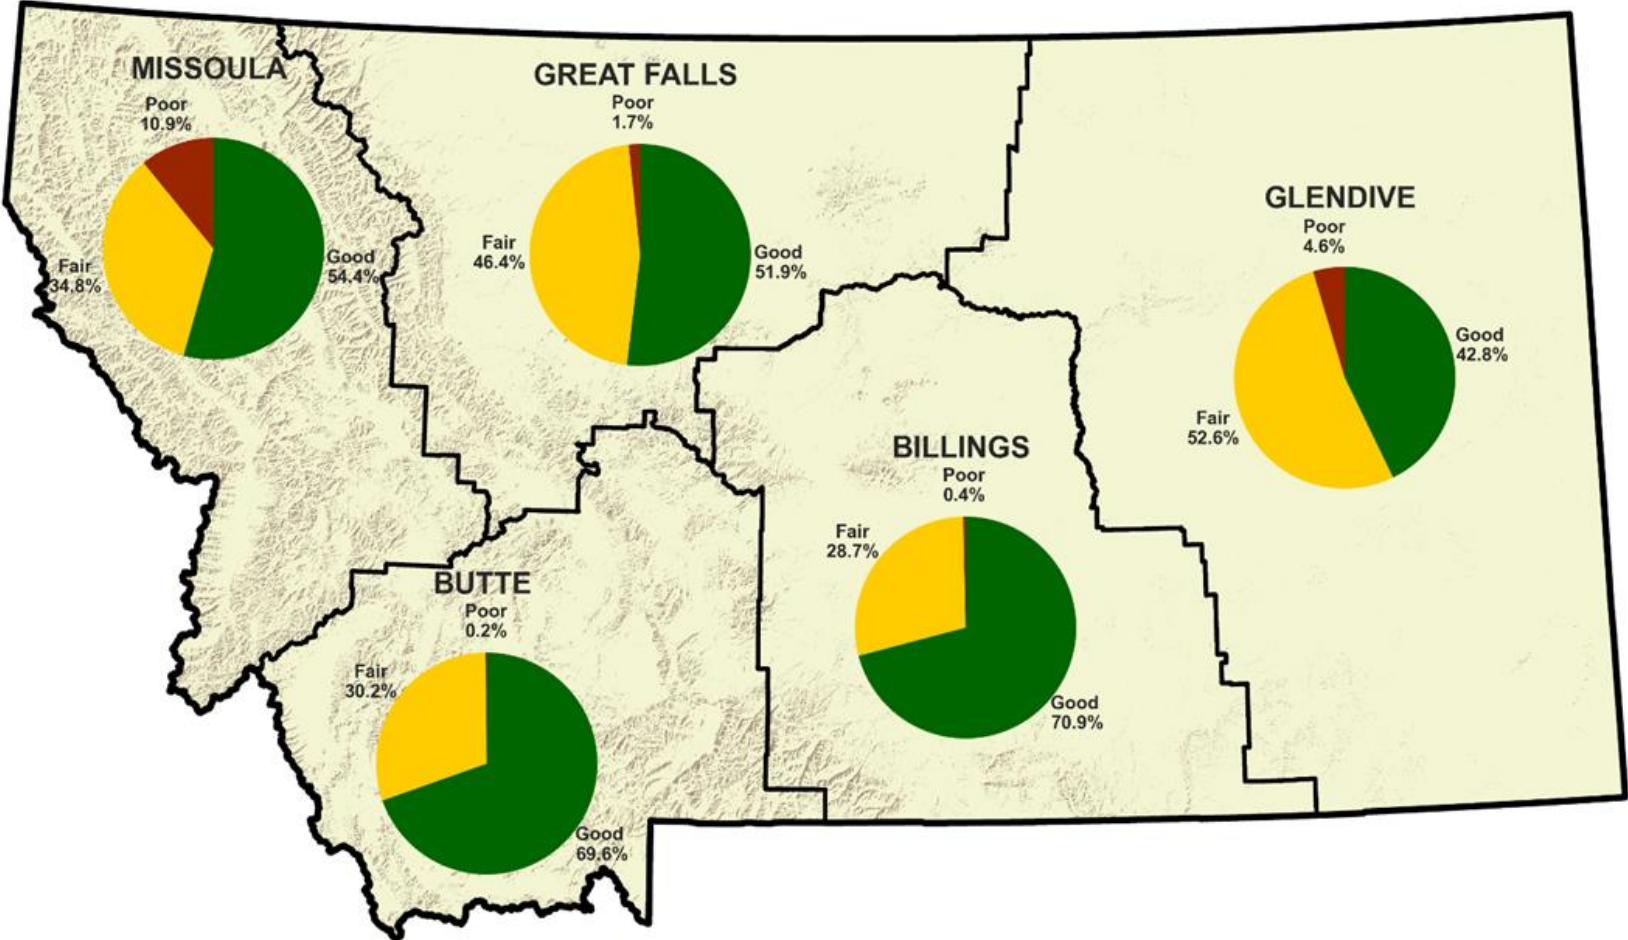 MISSOULA
Poor
10.9%
Fair
34.8%
Good
54.4%
GREAT FALLS
Poor
1.7%
Fair
46.4%
Good
51.9%
GLENDIVE
Poor
4.6%
Good
42.8%
Fair
52.6%
BILLINGS
Poor
0.4%
Fair
28.7%
Good
70.9%
BUTTE
Poor
0.2%
Fair
30.2%
Good
69.6%